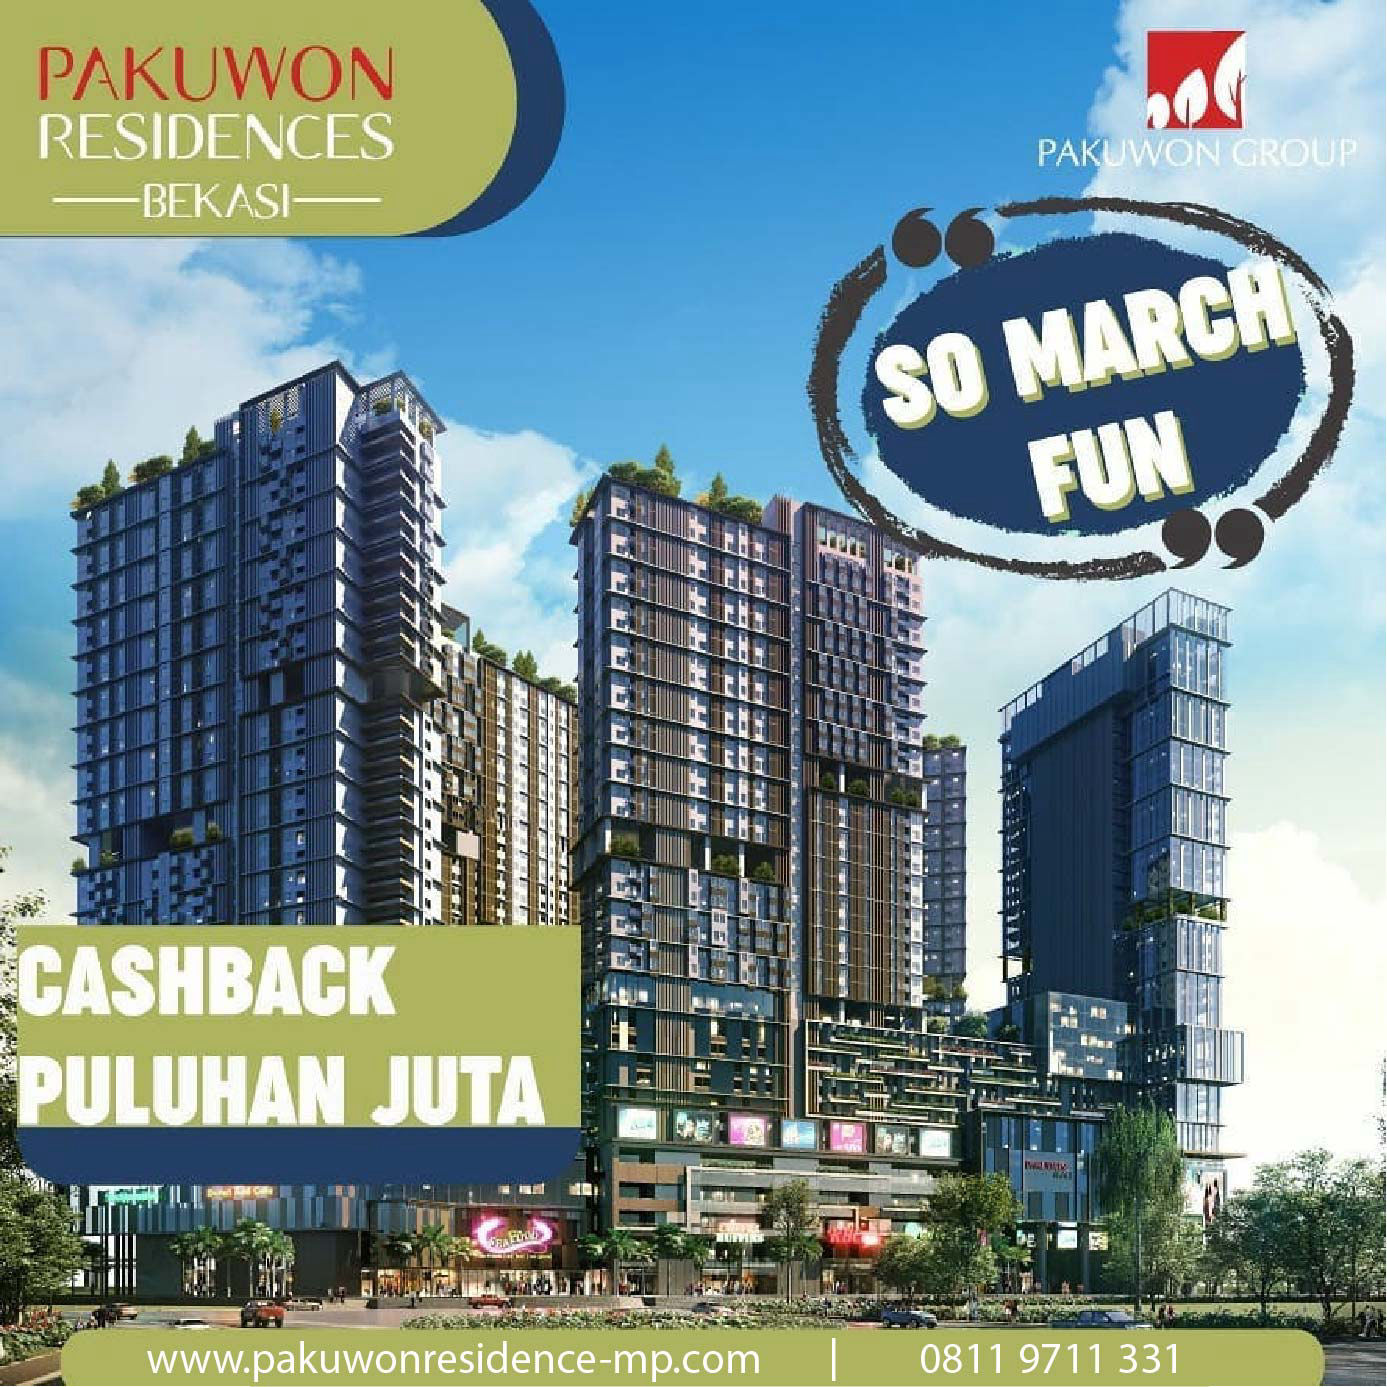 PAKUWON
RESIDENCES
BEKASI
PAKUWON GROUP
SO MARCH
FUN
CASHBACK
PULUHAN JUTA
www.pakuwonresidence-mp.com | 0811 9711 331